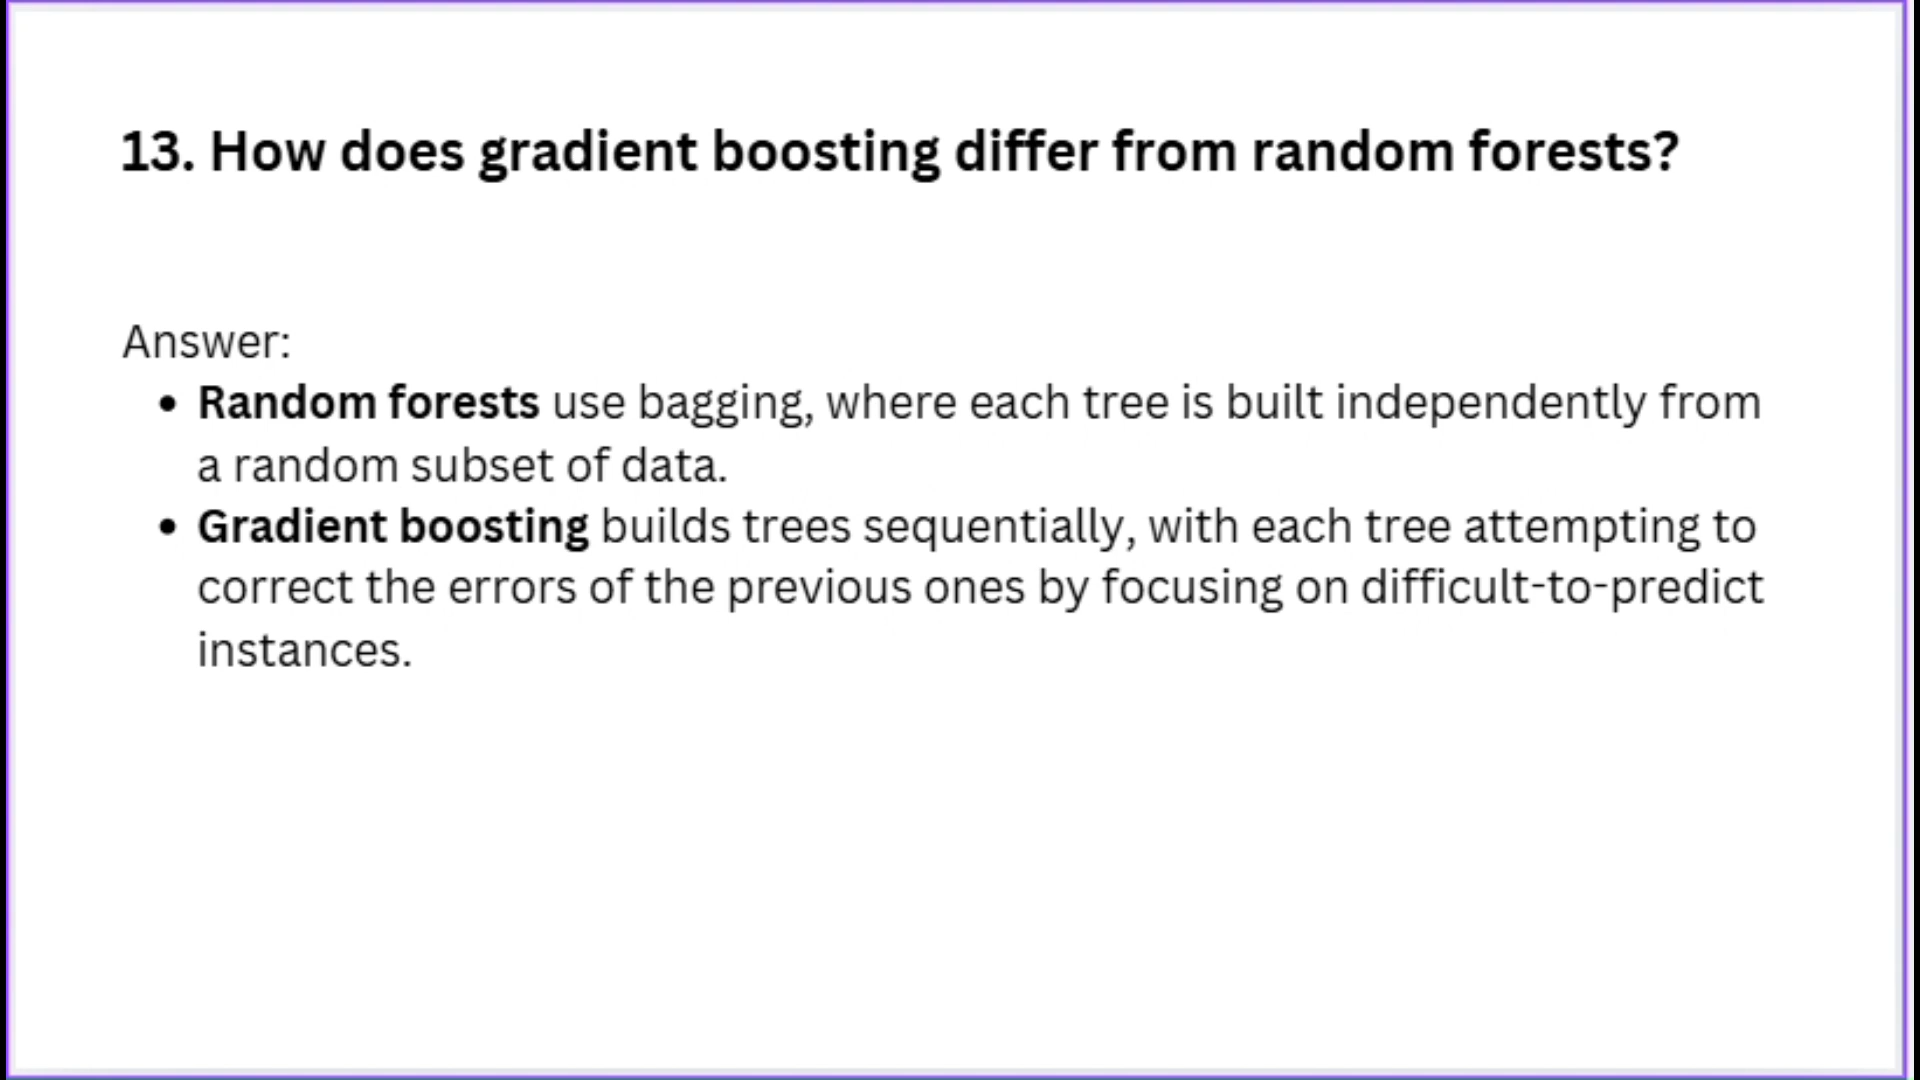 13. How does gradient boosting differ from random forests?
Answer:
• Random forests use bagging, where each tree is built independently from
a random subset of data.
• Gradient boosting builds trees sequentially, with each tree attempting to
correct the errors of the previous ones by focusing on difficult-to-predict
instances.